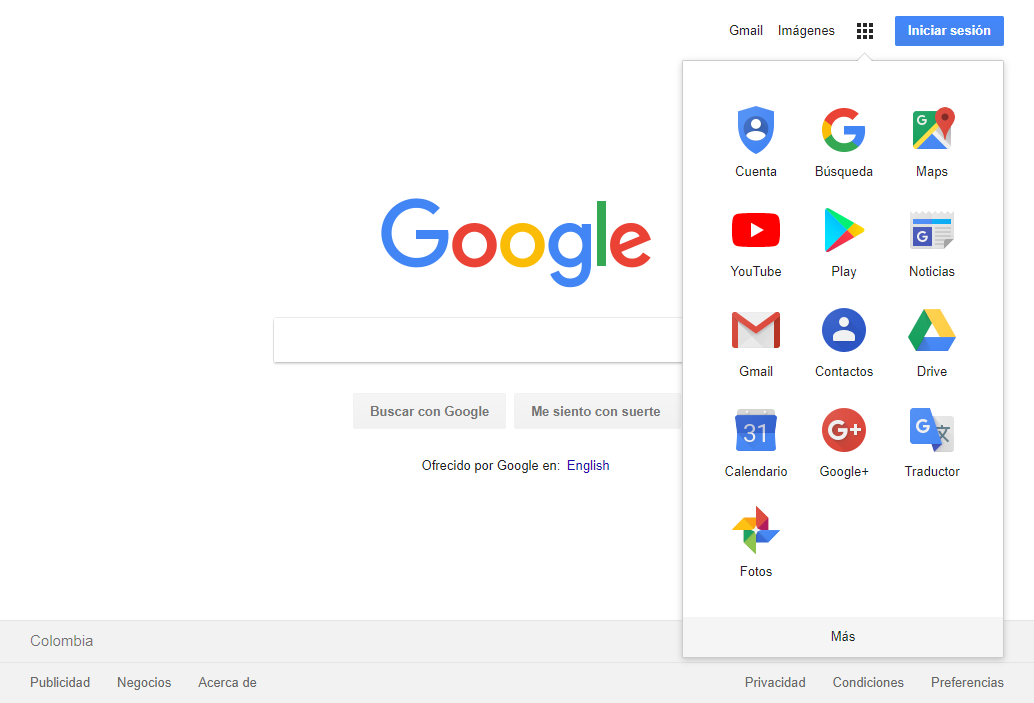 Gmail Imágenes Iniciar sesión
Cuenta Búsqueda Maps
YouTube Play Noticias
Gmail Contactos Drive
31
G+
Calendario Google+ Traductor
Fotos
Más
Google
Buscar con Google Me siento con suerte
Ofrecido por Google en: English
Colombia
Publicidad Negocios Acerca de Privacidad Condiciones Preferencias